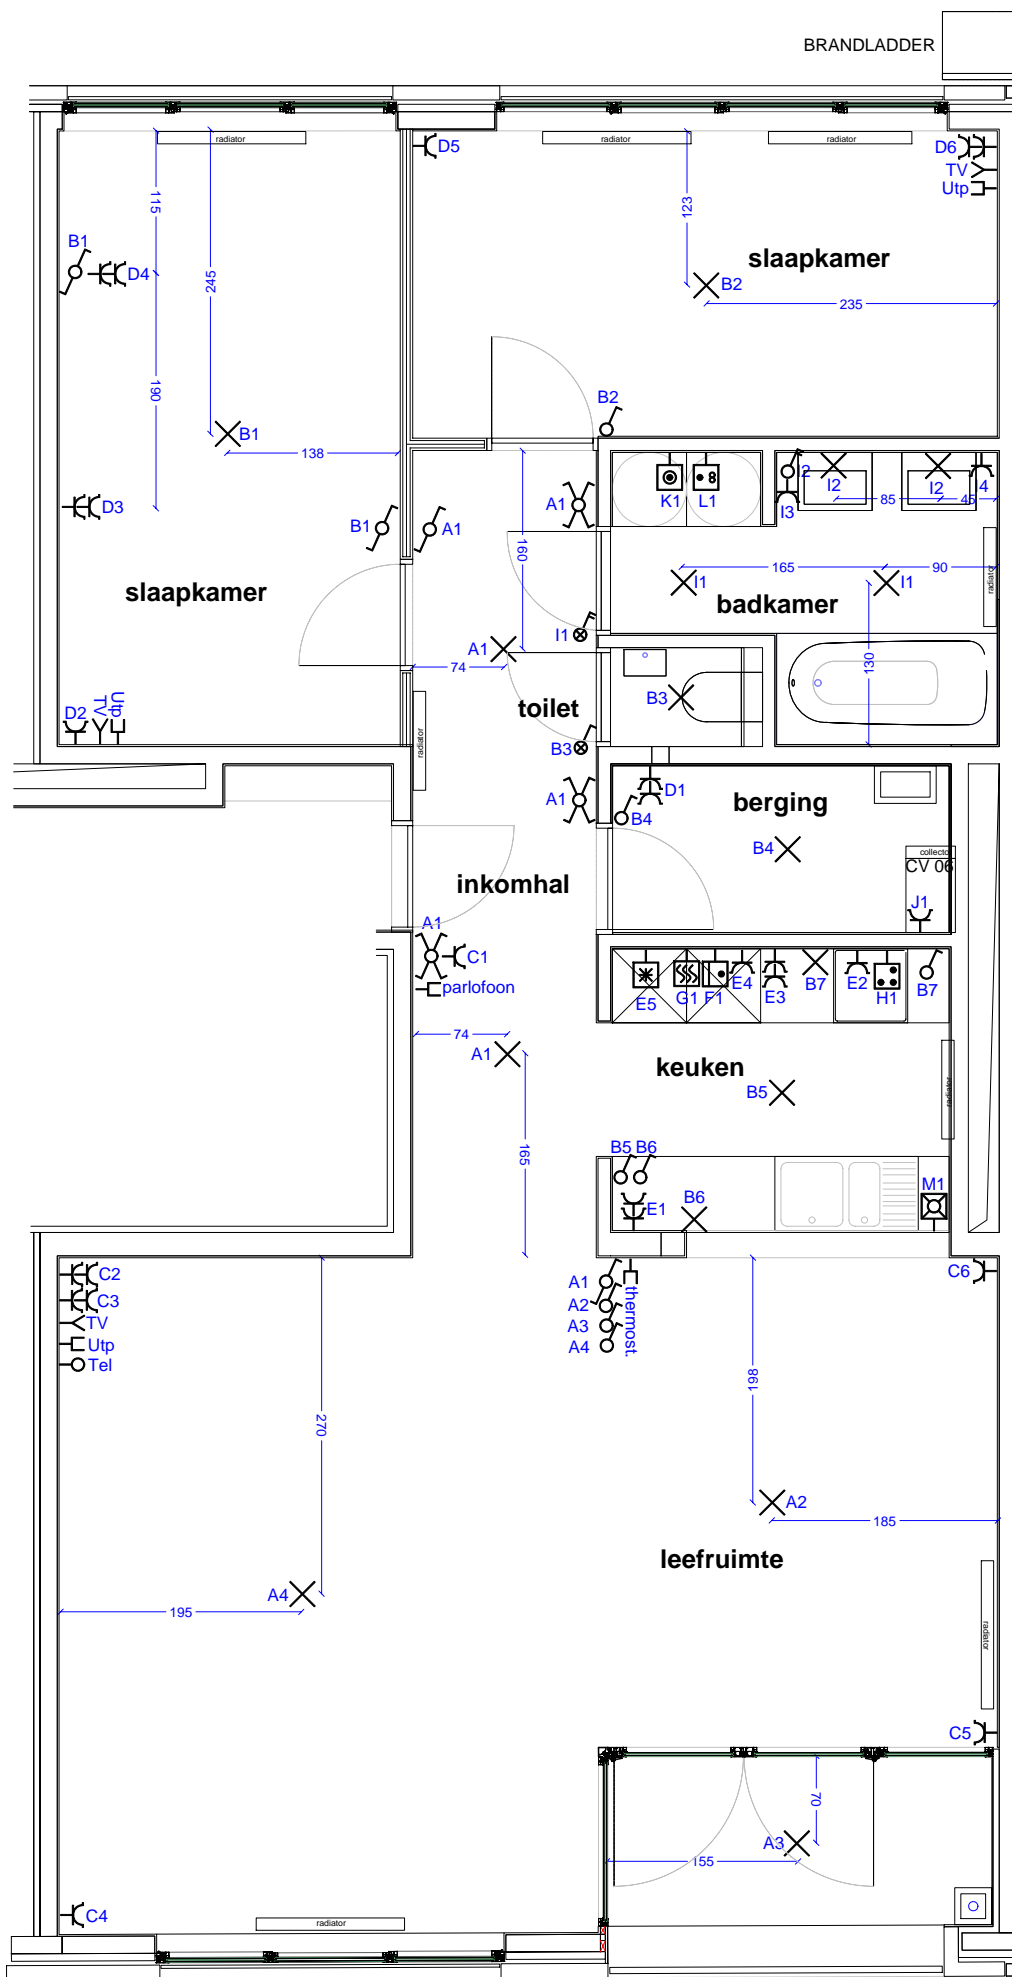 BRANDLADDER
radiator
radiator
radiator
D5
D6
TV
Utp
115
245
123
B1
D4
slaapkamer
B2
235
190
B2
B1
138
D3
B1
A1
A1
K1
L1
I2
I3
I2
I2
I4
85
45
160
slaapkamer
I1
165
I1
90
radiator
badkamer
I1
A1
74
130
toilet
B3
B3
D2
TV
Utp
radiator
A1
D1
B4
berging
B4
collector
CV 06
J1
inkomhal
A1
C1
parlofoon
E5
G1
F1
E4
E3
B7
E2
H1
B7
74
A1
keuken
B5
radiator
165
B5
B6
E1
B6
M1
C2
C3
TV
Utp
Tel
A1
A2
A3
A4
thermost.
C6
198
270
A2
185
leefruimte
A4
195
radiator
C5
70
A3
155
C4
radiator